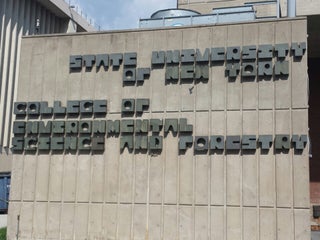 STATE UNIVERSITY
OF NEW YORK
COLLEGE OF
ENVIRONMENTAL
SCIENCE AND FORESTRY